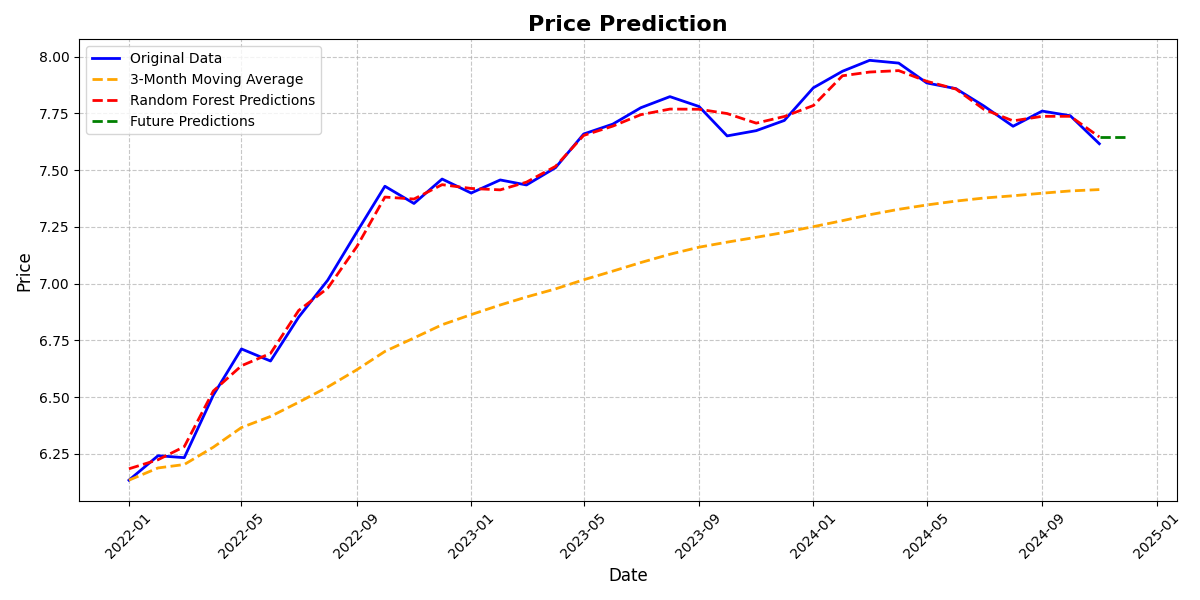 Price Prediction
Original Data
3-Month Moving Average
Random Forest Predictions
Future Predictions
Price
8.00
7.75
7.50
7.25
7.00
6.75
6.50
6.25
2022-01
2022-05
2022-09
2023-01
2023-05
2023-09
2024-01
2024-05
2024-09
2025-01
Date